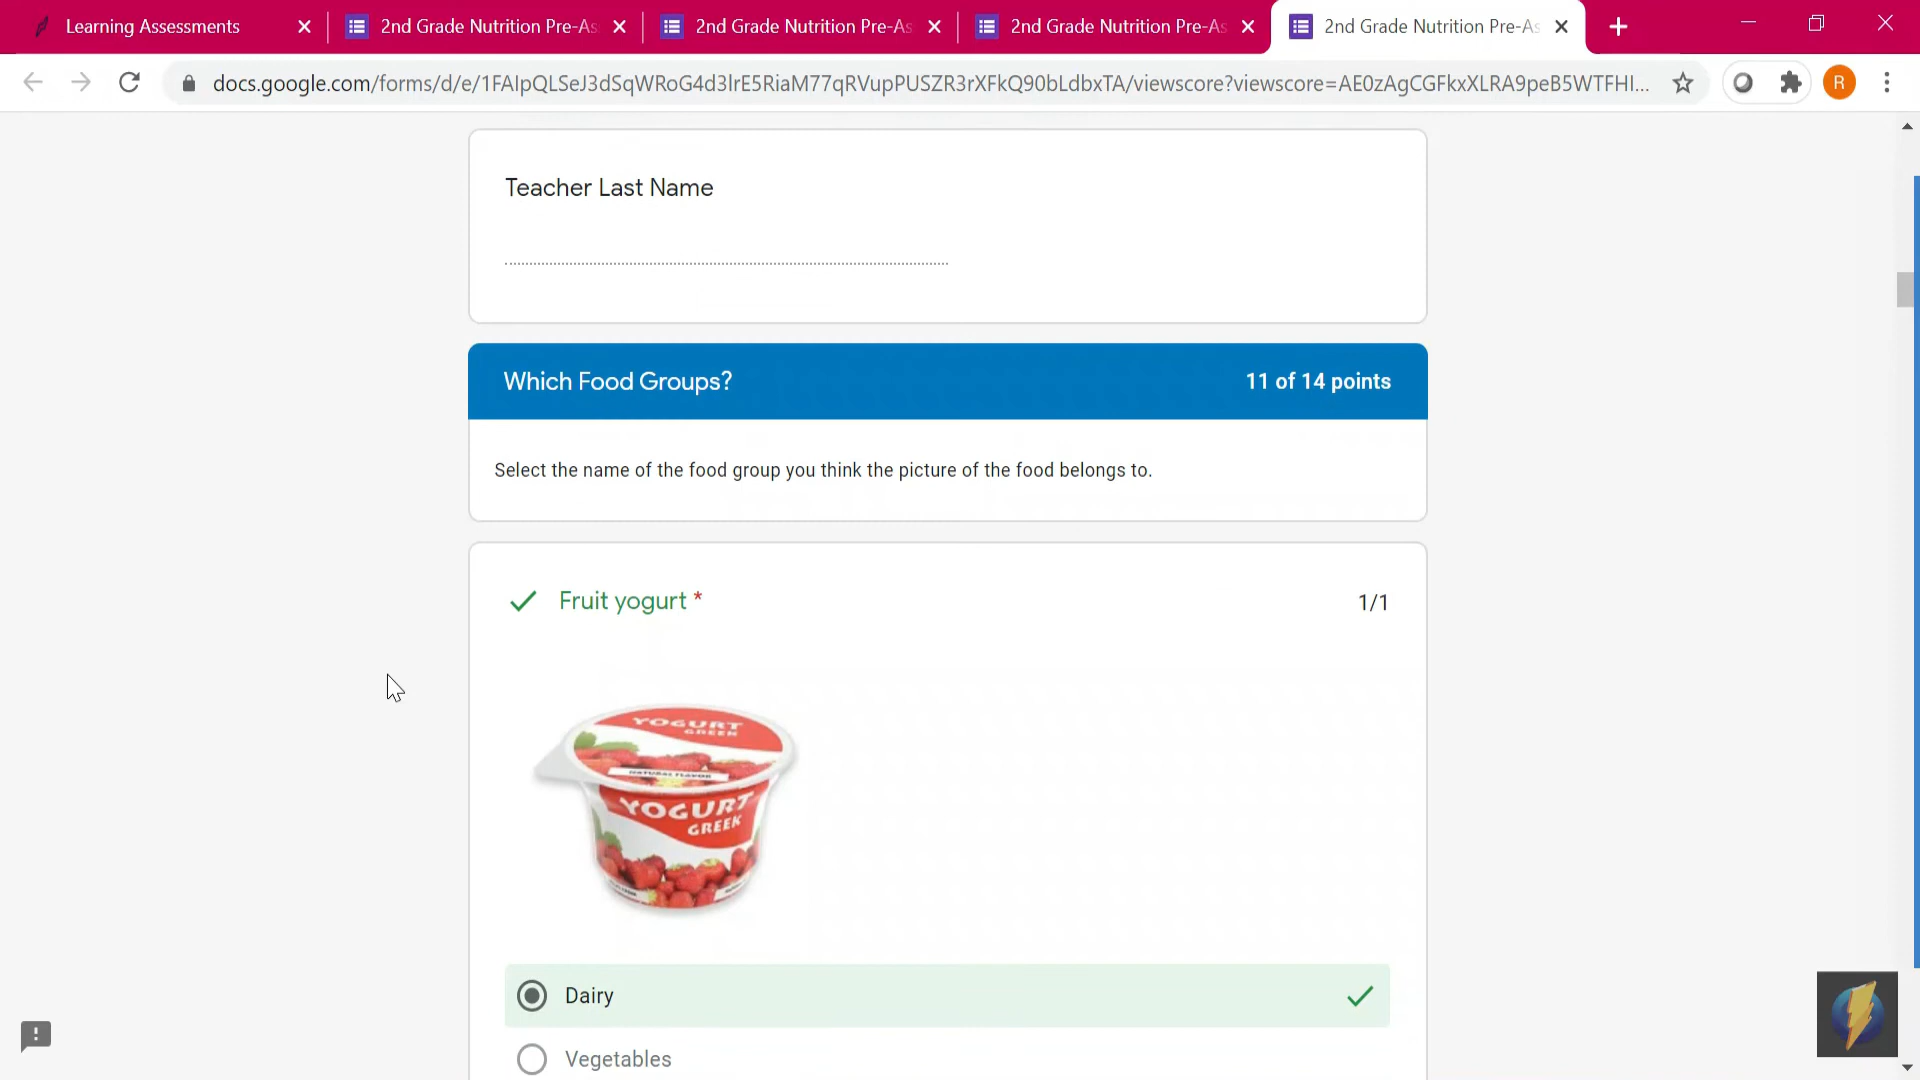 Learning Assessments
2nd Grade Nutrition Pre-As
2nd Grade Nutrition Pre-As
2nd Grade Nutrition Pre-As
2nd Grade Nutrition Pre-As
docs.google.com/forms/d/e/1FAIpQLSeJ3dSqWRoG4d3lrE5RiaM77qRVupPUSZR3rXFkQ90bLdbxTA/viewscore?viewscore=AE0zAgCGFkxXLRA9peB5WTFHI...
R
Teacher Last Name
Which Food Groups?
11 of 14 points
Select the name of the food group you think the picture of the food belongs to.
Fruit yogurt *
1/1
YOGURT
GREEK
NATURAL FLAVOR
YOGURT
GREEK
Dairy
Vegetables